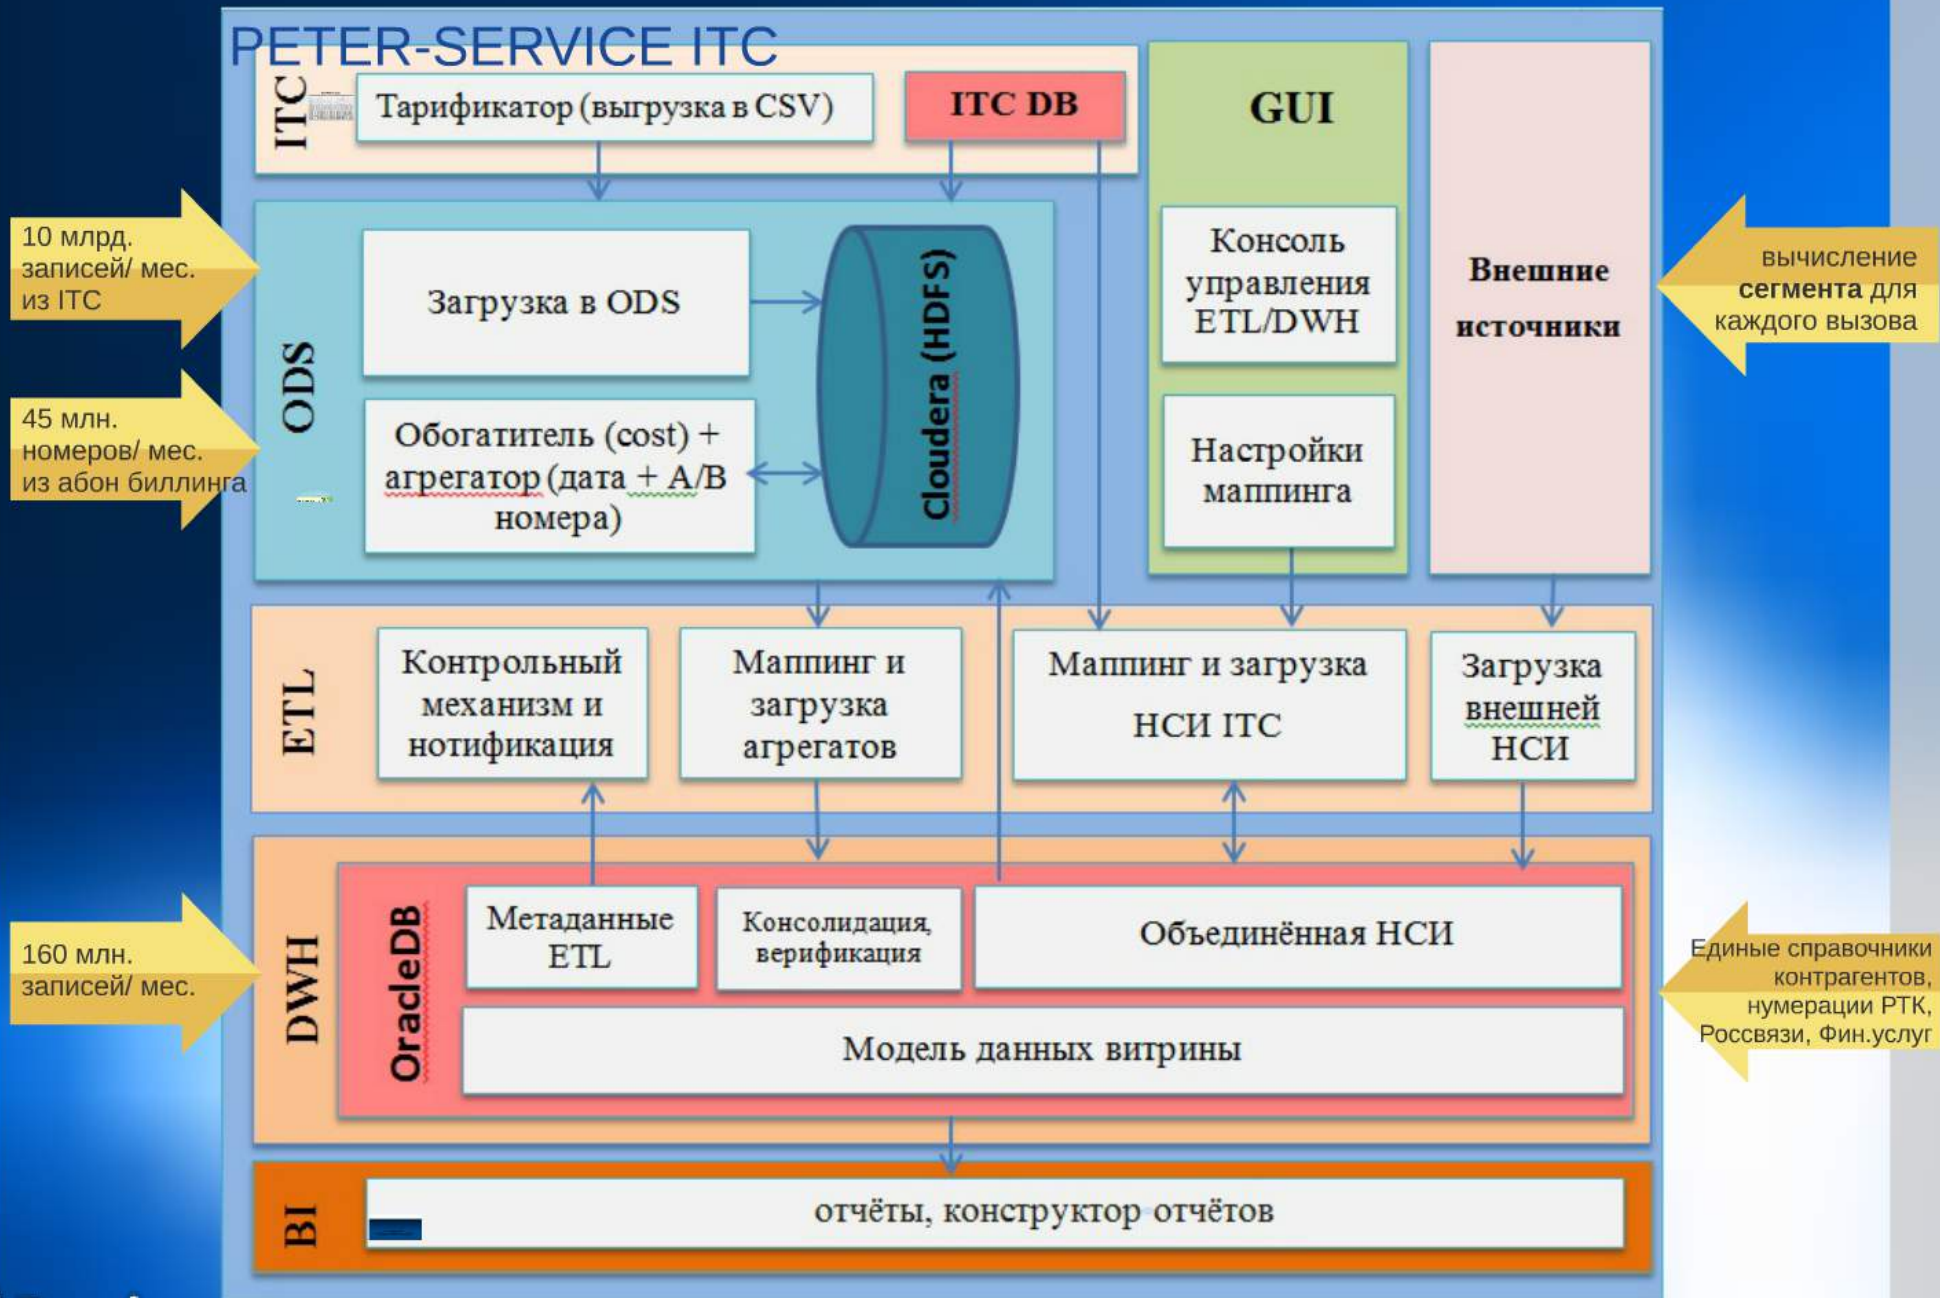 PETER-SERVICE ITC
ITC
Тарификатор (выгрузка в CSV)
ITC DB
GUI
Консоль
управления
ETL/DWH
Настройки
маппинга
Внешние
источники
10 млрд.
записей/ мес.
из ITC
45 млн.
номеров/ мес.
из абон биллинга
вычисление
сегмента для
каждого вызова
ODS
Загрузка в ODS
Обогатитель (cost) +
агрегатор (дата + A/B
номера)
Cloudera (HDFS)
ETL
Контрольный
механизм и
нотификация
Маппинг и
загрузка
агрегатов
Маппинг и загрузка
НСИ ITC
Загрузка
внешней
НСИ
160 млн.
записей/ мес.
DWH
OracleDB
Метаданные
ETL
Консолидация,
верификация
Объединённая НСИ
Модель данных витрины
Единые справочники
контрагентов,
нумерации РТК,
Россвязи, Фин.услуг
BI
отчёты, конструктор отчётов